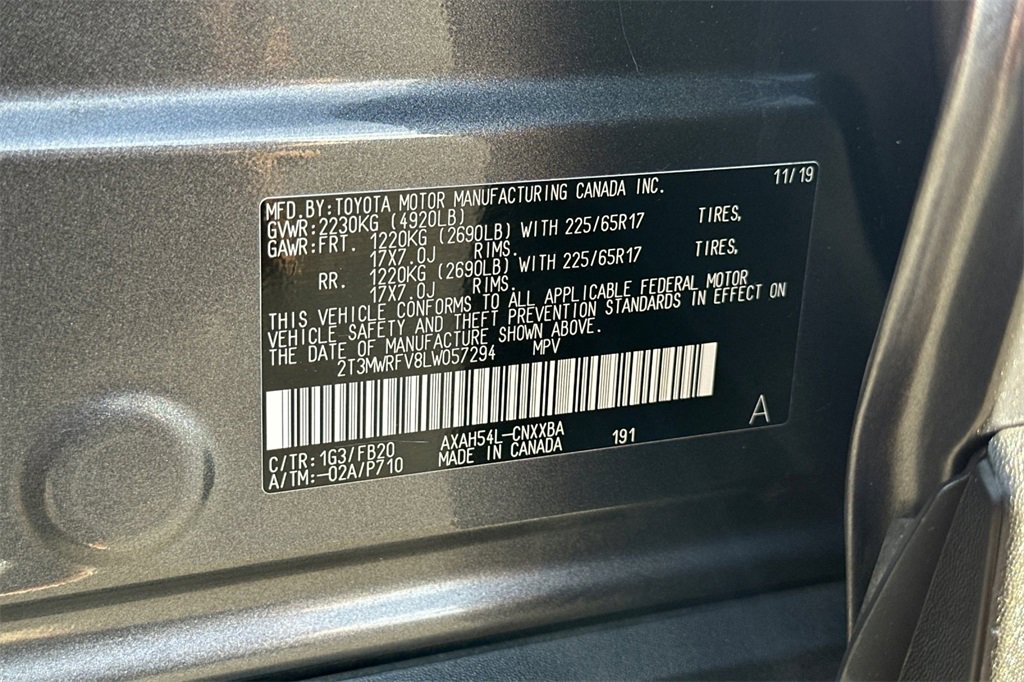 11/19
MFD.BY:TOYOTA MOTOR MANUFACTURING CANADA INC.
GVWR:2230KG (4920LB)
GAWR:FRT. 1220KG (2690LB) WITH 225/65R17 TIRES,
17X7.0J RIMS.
RR. 1220KG (2690LB) WITH 225/65R17 TIRES,
17X7.0J RIMS.
THIS VEHICLE CONFORMS TO ALL APPLICABLE FEDERAL MOTOR
VEHICLE SAFETY AND THEFT PREVENTION STANDARDS IN EFFECT ON
THE DATE OF MANUFACTURE SHOWN ABOVE.
2T3MWRFV8LW057294 MPV
A
C/TR:1G3/FB20 AXAH54L-CNXXBA 191
A/TM:-02A/P710 MADE IN CANADA